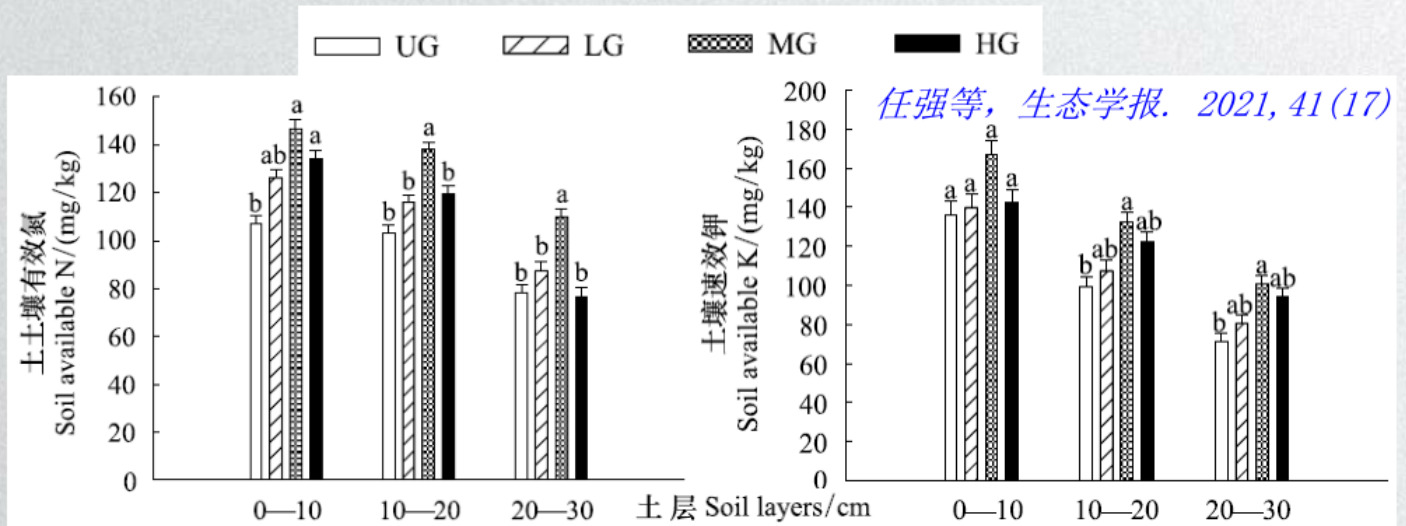 UG LG MG HG
任强等, 生态学报. 2021, 41(17)
土土壤有效氮
Soil available N/(mg/kg)
160
140
120
100
80
60
40
20
0
b ab a a
b b a b
b b a b
0—10 10—20 20—30
土壤速效钾
Soil available K/(mg/kg)
200
180
160
140
120
100
80
60
40
20
0
a a a a
b ab a ab
b ab a ab
0—10 10—20 20—30
土层 Soil layers/cm